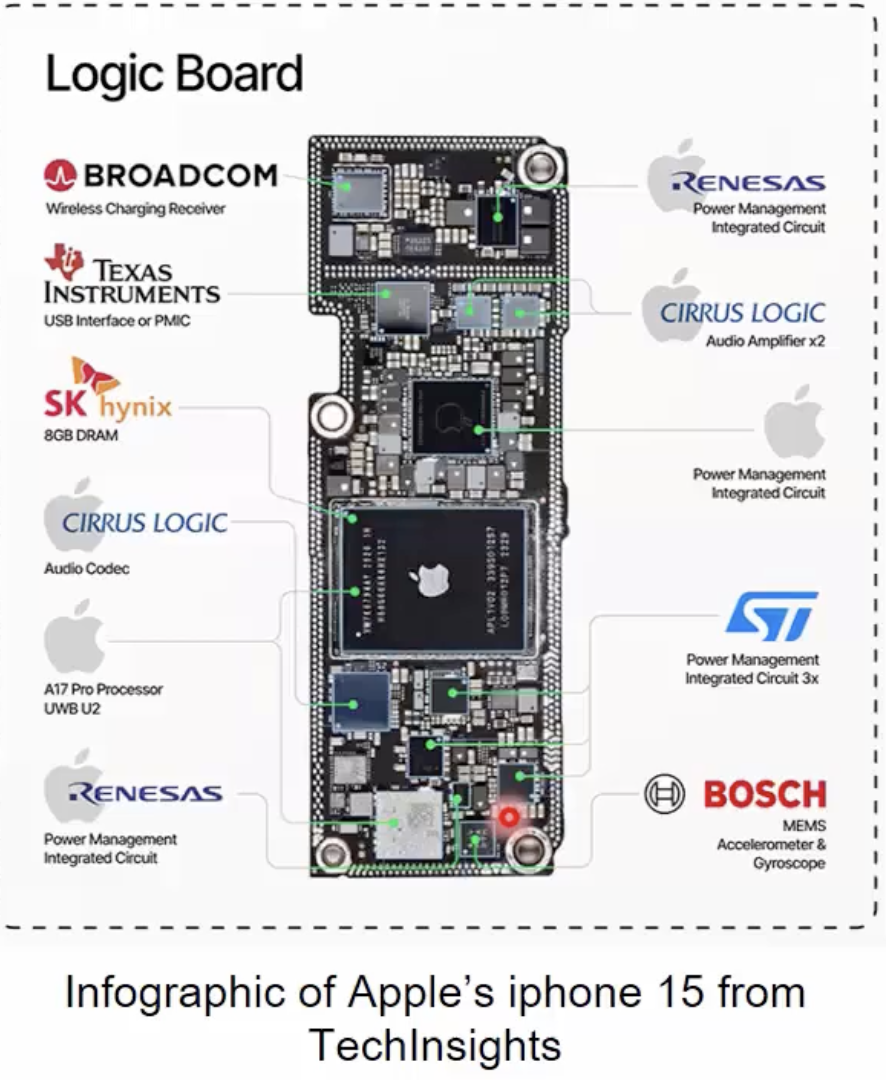 Logic Board
BROADCOM
Wireless Charging Receiver
TEXAS
INSTRUMENTS
USB Interface or PMIC
SK hynix
8GB DRAM
CIRRUS LOGIC
Audio Codec
A17 Pro Processor
UWB U2
RENESAS
Power Management
Integrated Circuit
RENESAS
Power Management
Integrated Circuit
CIRRUS LOGIC
Audio Amplifier x2
Power Management
Integrated Circuit
ST
Power Management
Integrated Circuit 3x
BOSCH
MEMS
Accelerometer &
Gyroscope
Infographic of Apple's iphone 15 from
TechInsights